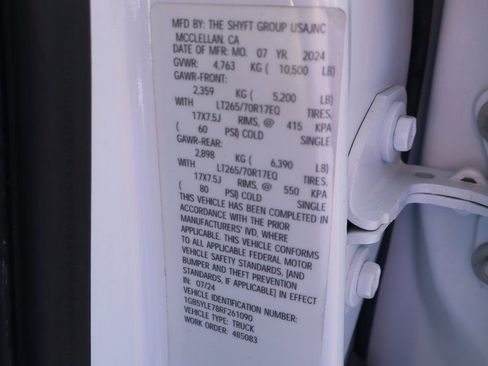 MFD BY: THE SHYFT GROUP USA,INC
MCCLELLAN, CA
DATE OF MFR: MO. 07 YR. 2024
GVWR: 4,763 KG ( 10,500 LB)
GAWR-FRONT:
2,359 KG ( 5,200 LB)
WITH LT265/70R17EQ TIRES,
17X7.5J RIMS, @ 415 KPA
( 60 PSI) COLD SINGLE
GAWR-REAR:
2,898 KG ( 6,390 LB)
WITH LT265/70R17EQ TIRES,
17X7.5J RIMS, @ 550 KPA
( 80 PSI) COLD SINGLE
THIS VEHICLE HAS BEEN COMPLETED IN
ACCORDANCE WITH THE PRIOR
MANUFACTURERS' IVD, WHERE
APPLICABLE. THIS VEHICLE CONFORMS
TO ALL APPLICABLE FEDERAL MOTOR
VEHICLE SAFETY STANDARDS, [AND
BUMPER AND THEFT PREVENTION
STANDARDS, IF APPLICABLE] IN EFFECT
IN: 07/24
VEHICLE IDENTIFICATION NUMBER:
1GB5YLE78RF261090
VEHICLE TYPE: TRUCK
WORK ORDER: 485083